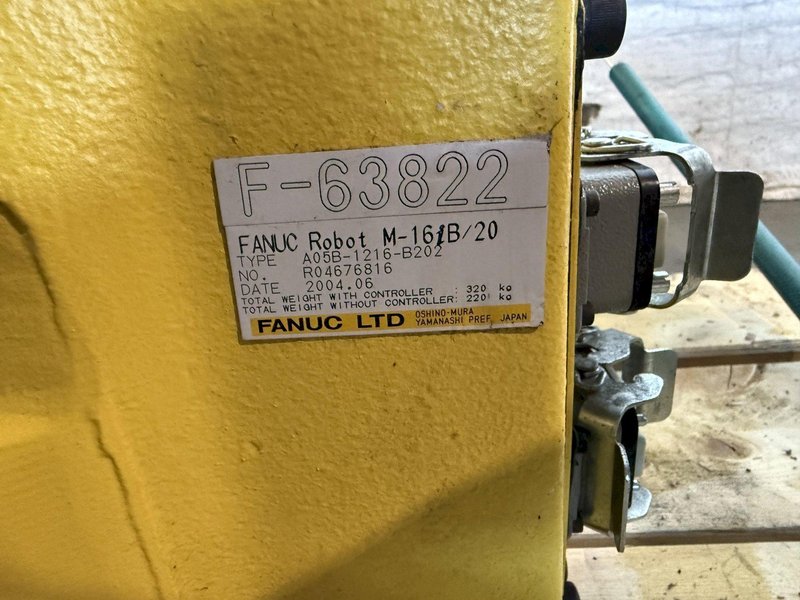 F-63822
FANUC Robot M-16iB/20
TYPE A05B-1216-B202
NO. R04676816
DATE 2004.06
TOTAL WEIGHT WITH CONTROLLER : 320 kg
TOTAL WEIGHT WITHOUT CONTROLLER: 220 kg
FANUC LTD OSHINO-MURA
YAMANASHI PREF, JAPAN